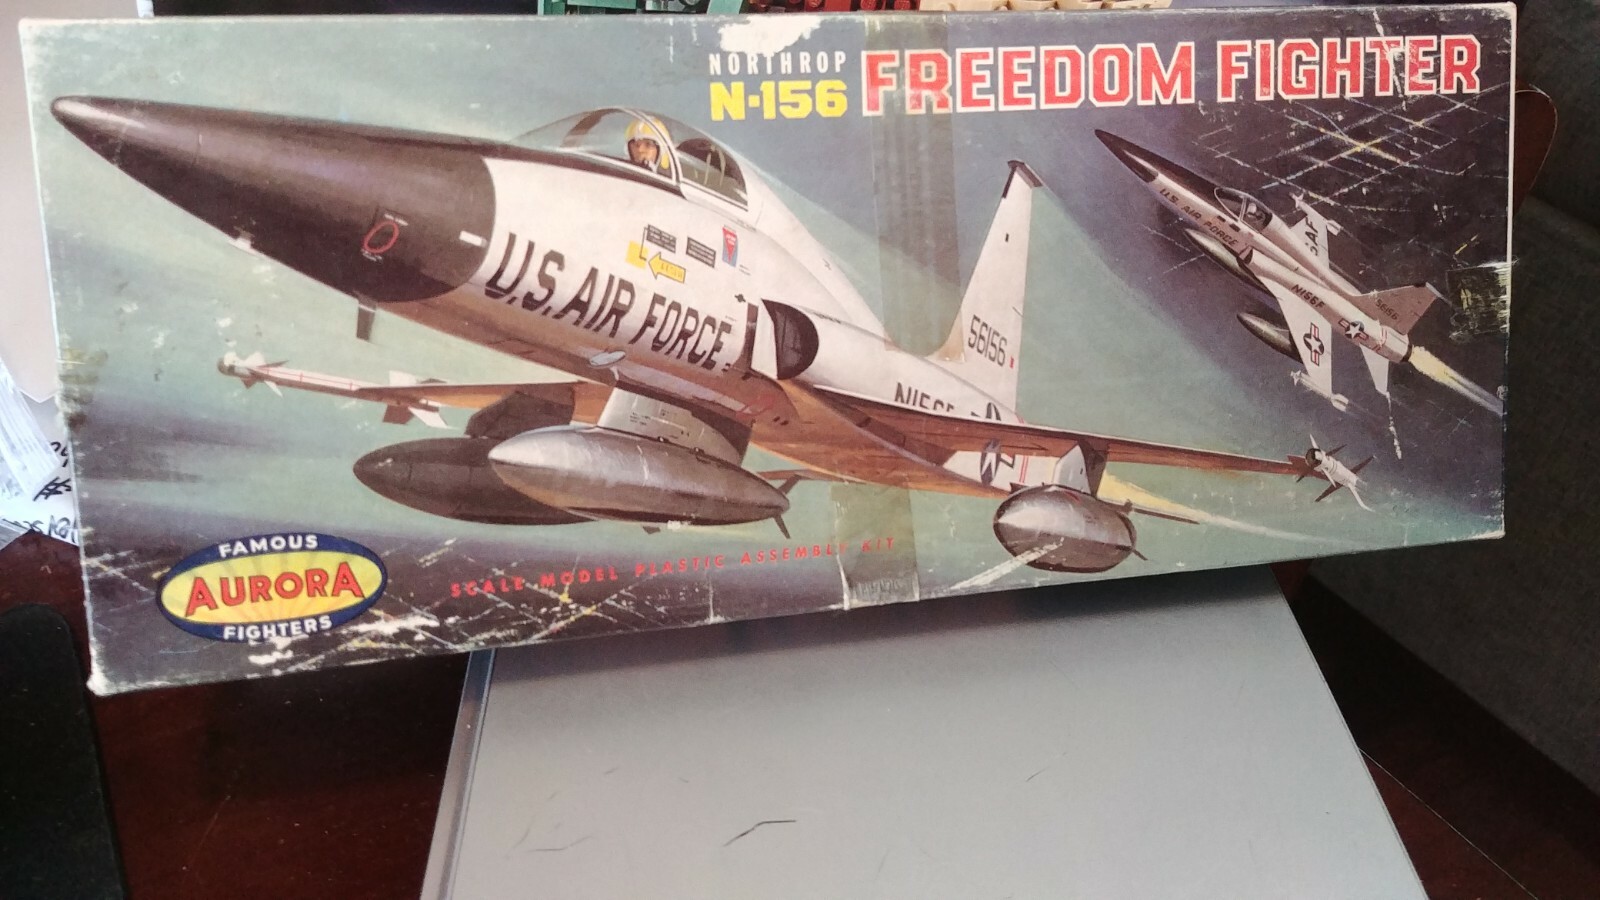 NORTHROP
N-156 FREEDOM FIGHTER
U.S. AIR FORCE
56156
N156F
U.S. AIR FORCE
N156F
56156
FAMOUS
AURORA
FIGHTERS
SCALE MODEL PLASTIC ASSEMBLY KIT